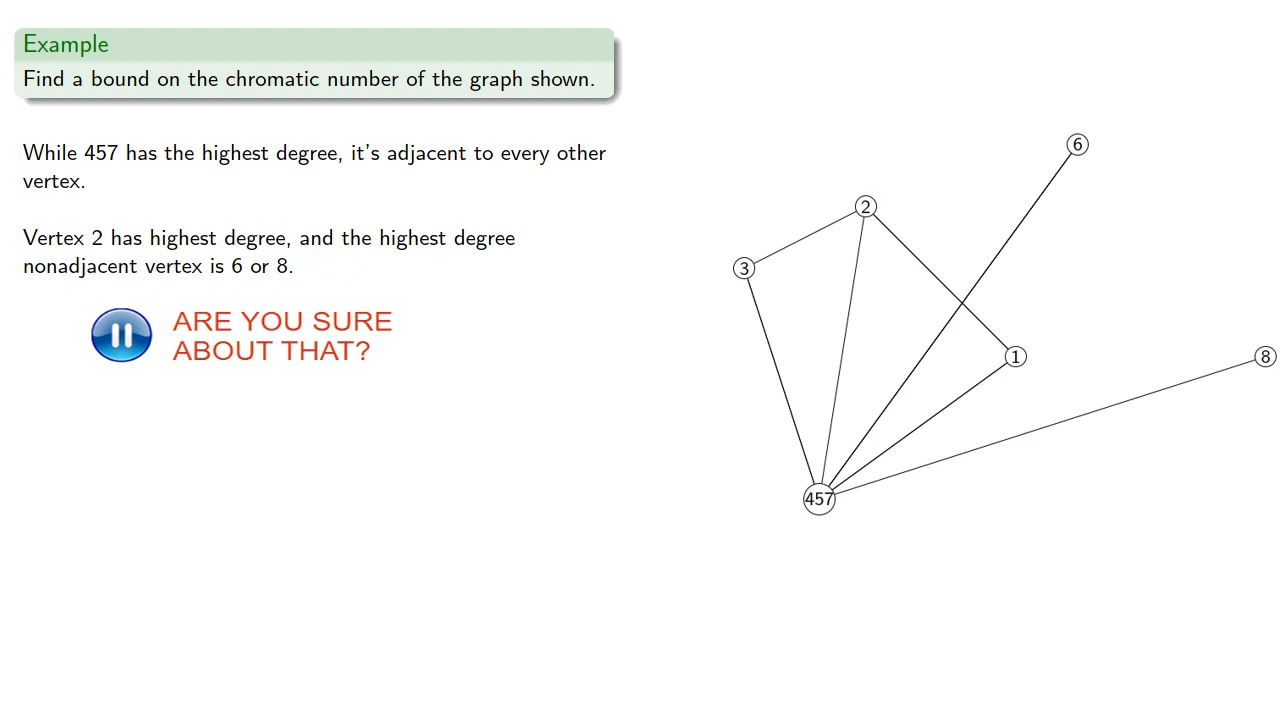 Example
Find a bound on the chromatic number of the graph shown.
While 457 has the highest degree, it's adjacent to every other
vertex.
Vertex 2 has highest degree, and the highest degree
nonadjacent vertex is 6 or 8.
ARE YOU SURE
ABOUT THAT?
6
2
3
1
8
457